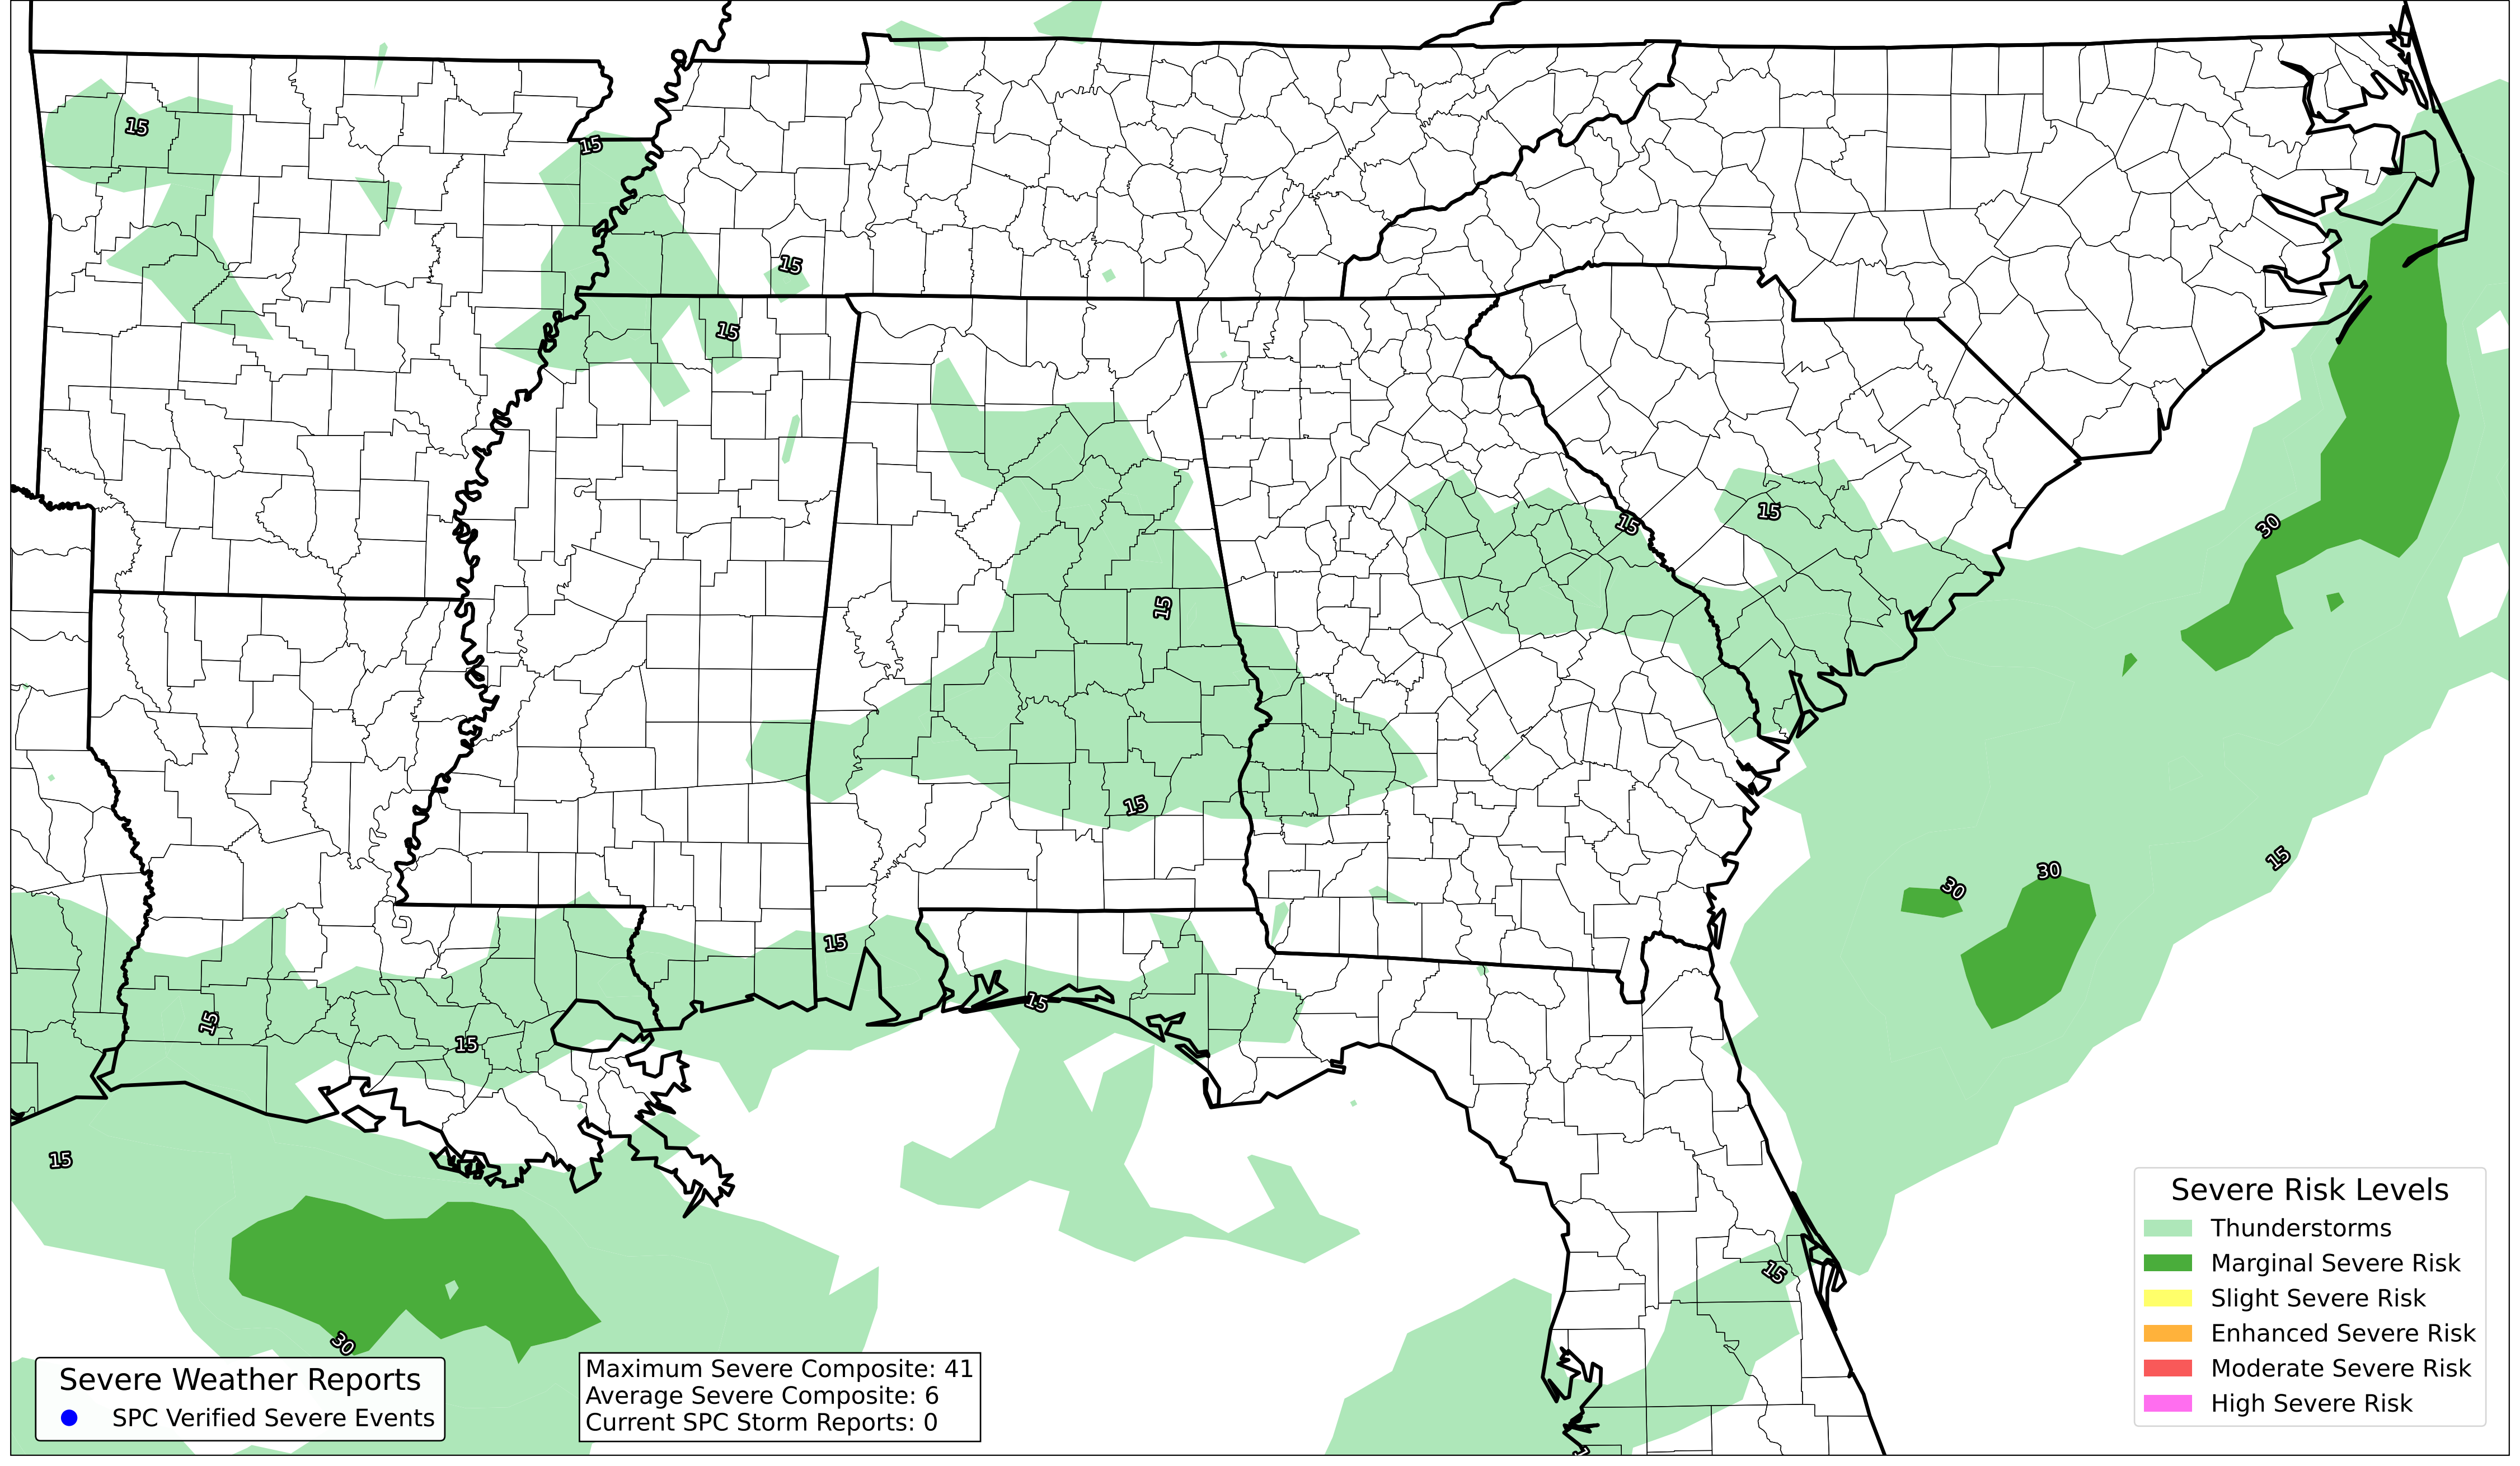 15
15
15
15
15
15
30
15
15
15
30
30
15
15
15
15
15
15
15
30
Severe Risk Levels
Thunderstorms
Marginal Severe Risk
Slight Severe Risk
Enhanced Severe Risk
Moderate Severe Risk
High Severe Risk
Severe Weather Reports
SPC Verified Severe Events
Maximum Severe Composite: 41
Average Severe Composite: 6
Current SPC Storm Reports: 0